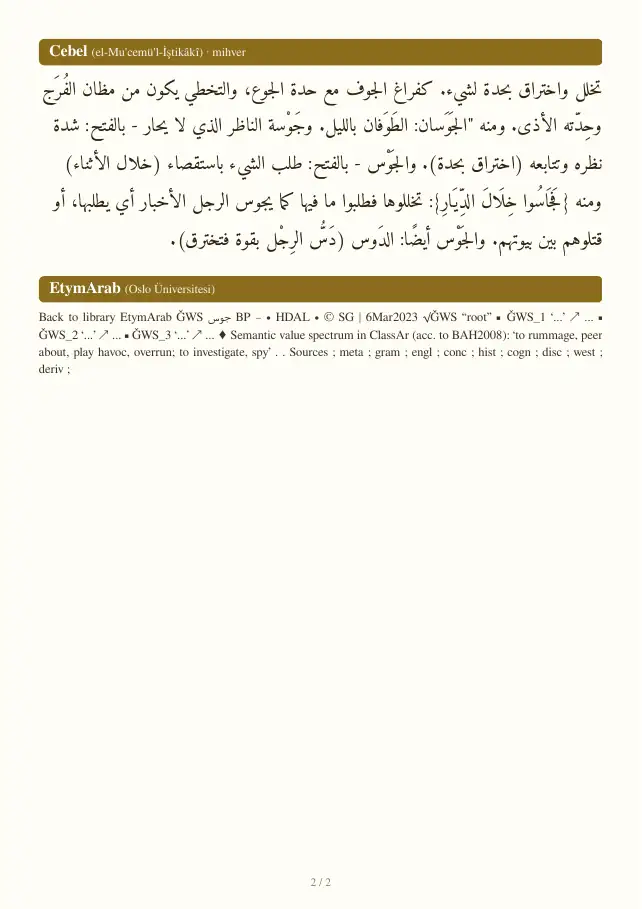 Cebel (el-Mu'cemü'l-İştikâkî) · mihver
تخلل واختراق بحدة لشيء. كفراغ الجوف مع حدة الجوع، والتخطي يكون من مظان الفُرَج
وحِدّته الأذى. ومنه "الجَوَسان: الطَوَفان بالليل. وجَوْسة الناظر الذي لا يحار - بالفتح: شدة
نظره وتتابعه (اختراق بحدة). والجَوْس - بالفتح: طلب الشيء باستقصاء (خلال الأثناء)
ومنه {فَجَاسُوا خِلَالَ الدِّيَارِ}: تخللوها فطلبوا ما فيها كما يجوس الرجل الأخبار أي يطلبها، أو
قتلوهم بين بيوتهم. والجَوْس أيضًا: الدَوس (دَسُّ الرِجْل بقوة فتخترق).
EtymArab (Oslo Üniversitesi)
Back to library EtymArab ǦWS جوس BP – • HDAL • © SG | 6Mar2023 √ǦWS “root” ▪ ǦWS_1 ‘...’ ↗ ... ▪
ǦWS_2 ‘...’ ↗ ... ▪ ǦWS_3 ‘...’ ↗ ... ♦ Semantic value spectrum in ClassAr (acc. to BAH2008): ‘to rummage, peer
about, play havoc, overrun; to investigate, spy’ . . Sources ; meta ; gram ; engl ; conc ; hist ; cogn ; disc ; west ;
deriv ;
2 / 2